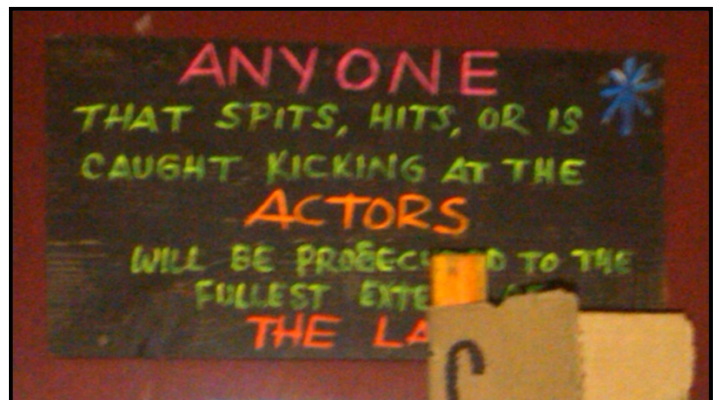 ANYONE
THAT SPITS, HITS, OR IS
CAUGHT KICKING AT THE
ACTORS
WILL BE TO THE
FULLEST
THE